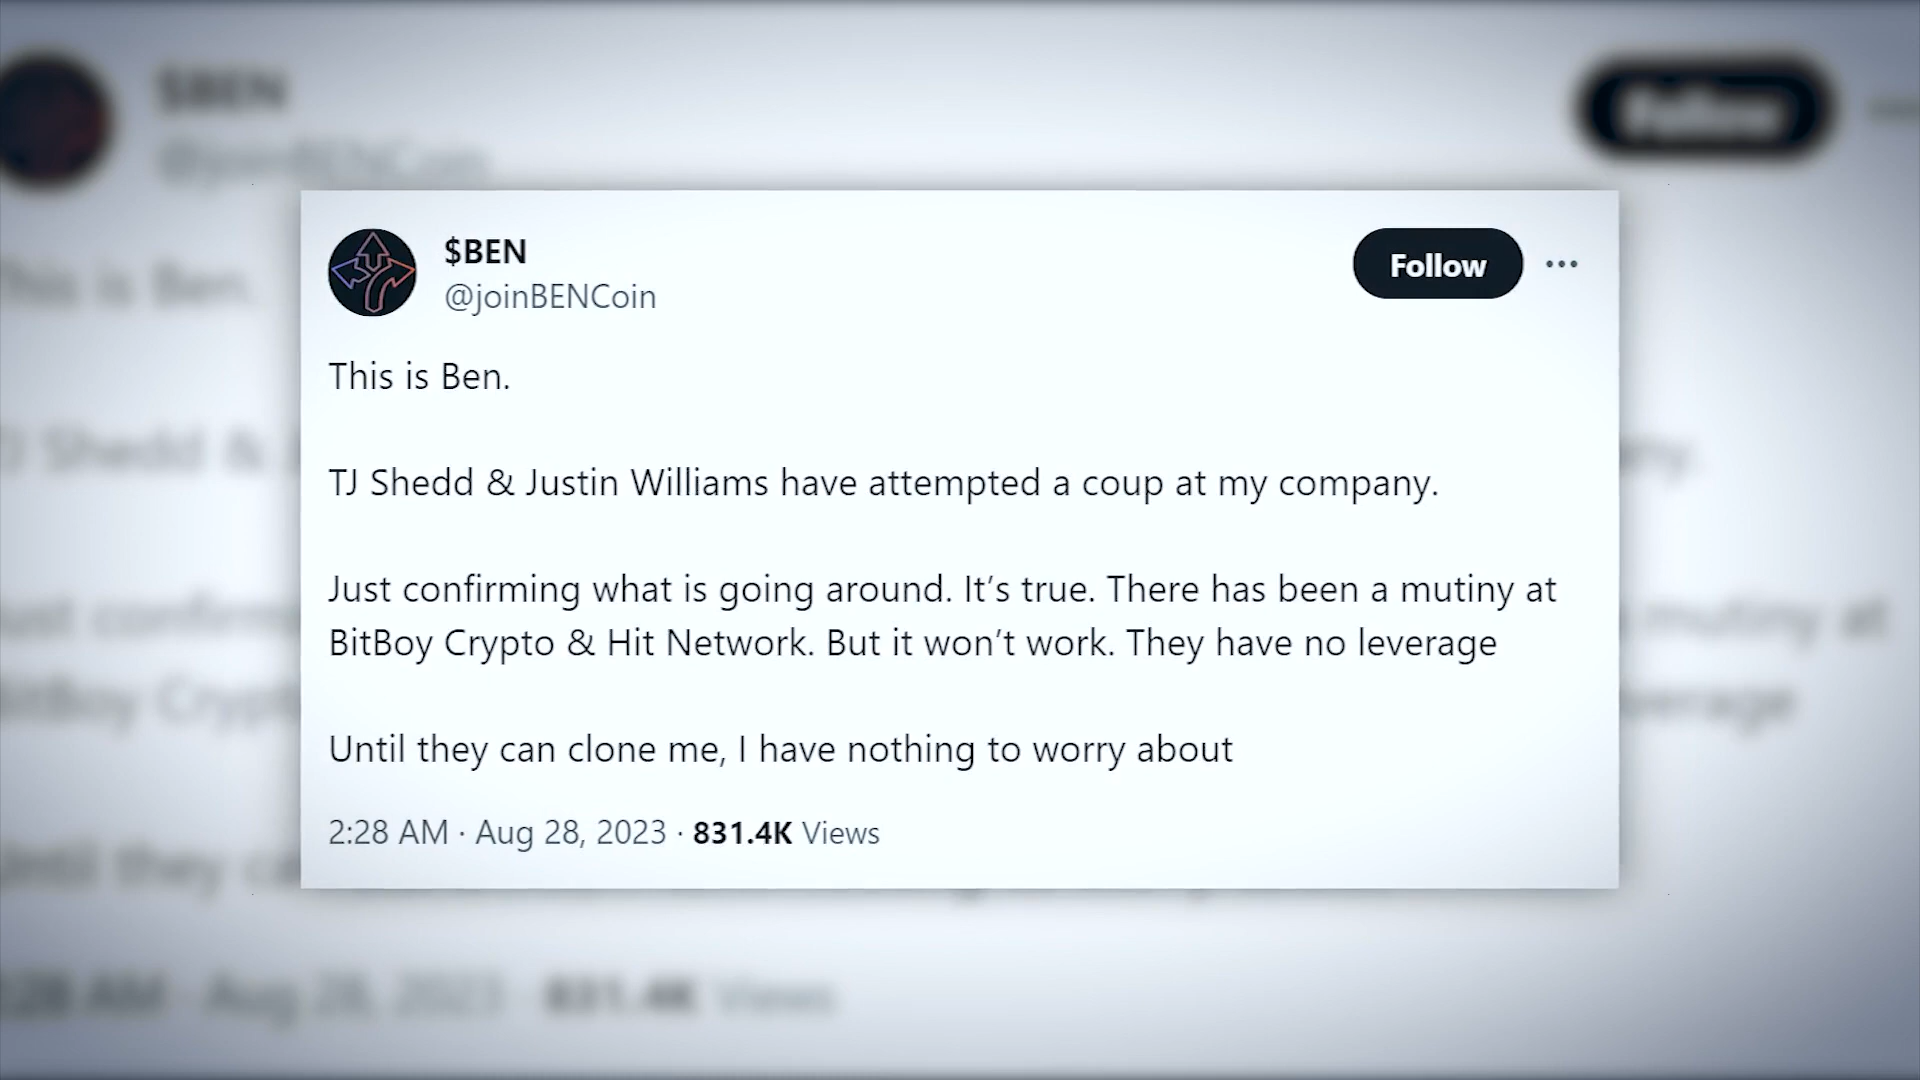 $BEN
@joinBENCoin
Follow
This is Ben.
TJ Shedd & Justin Williams have attempted a coup at my company.
Just confirming what is going around. It’s true. There has been a mutiny at
BitBoy Crypto & Hit Network. But it won’t work. They have no leverage
Until they can clone me, I have nothing to worry about
2:28 AM · Aug 28, 2023 · 831.4K Views